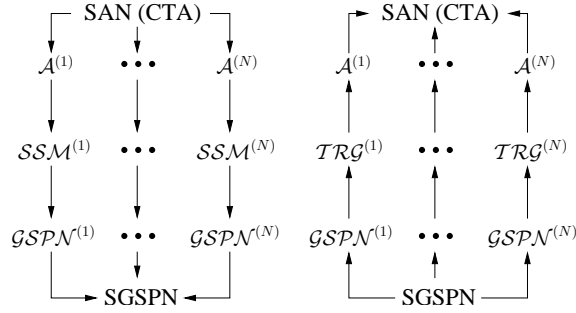 SAN (CTA) SAN (CTA)
𝒜^(1) ••• 𝒜^(N) 𝒜^(1) ••• 𝒜^(N)
𝒮𝒮ℳ^(1) ••• 𝒮𝒮ℳ^(N) 𝒯ℛ𝒢^(1) ••• 𝒯ℛ𝒢^(N)
𝒢𝒮𝒫𝒩^(1) ••• 𝒢𝒮𝒫𝒩^(N) 𝒢𝒮𝒫𝒩^(1) ••• 𝒢𝒮𝒫𝒩^(N)
SGSPN SGSPN